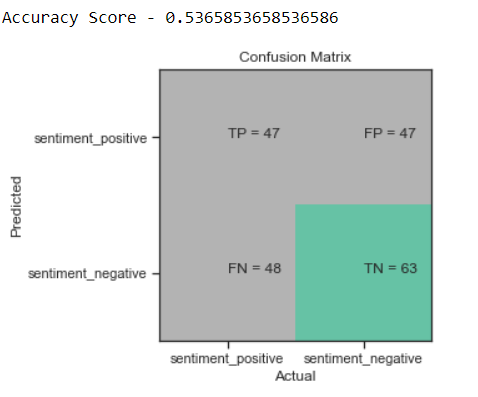 Accuracy Score - 0.5365853658536586
Confusion Matrix
sentiment_positive
TP = 47
FP = 47
Predicted
sentiment_negative
FN = 48
TN = 63
sentiment_positive
sentiment_negative
Actual